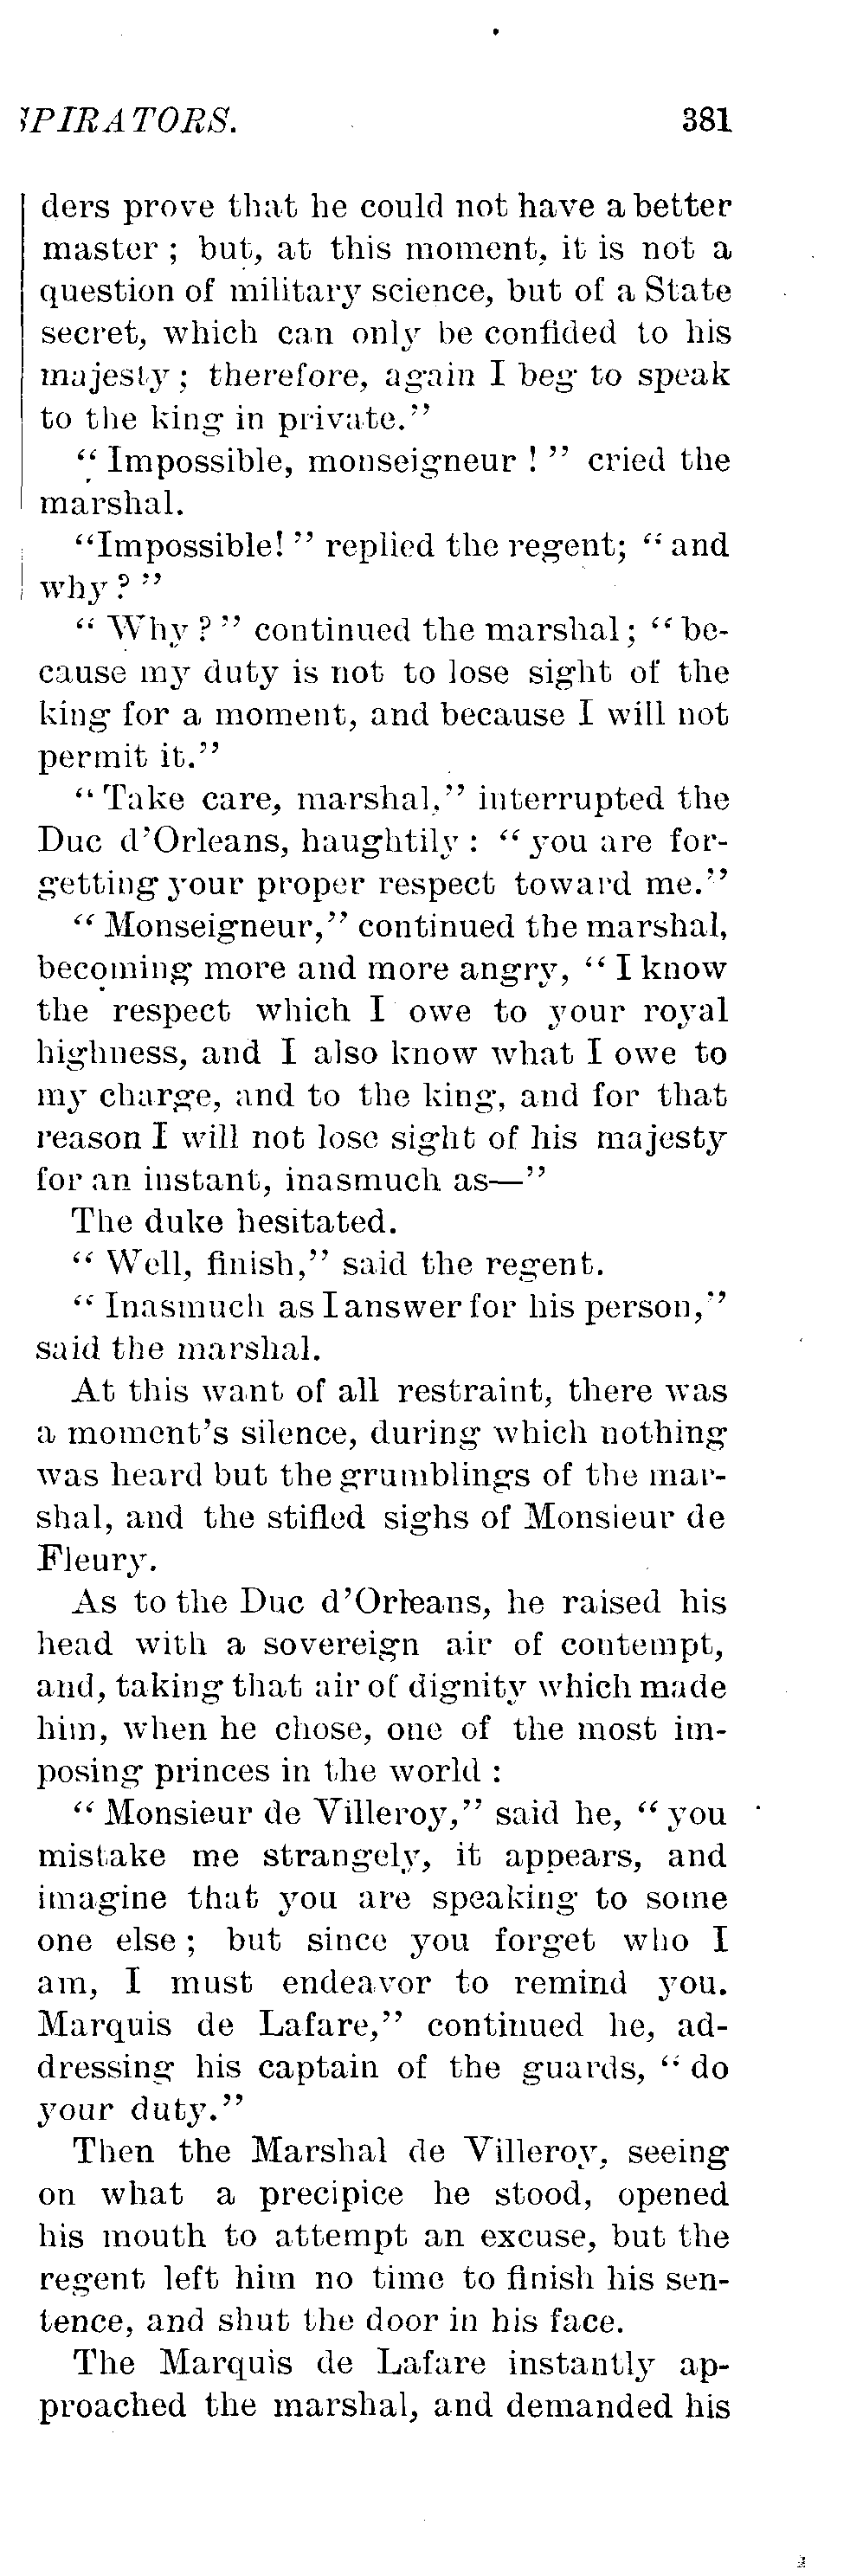 PIRATORS. 381
ders prove that he could not have a better
master ; but, at this moment, it is not a
question of military science, but of a State
secret, which can only be confided to his
majesty ; therefore, again I beg to speak
to the king in private."
" Impossible, monseigneur ! " cried the
marshal.
"Impossible! " replied the regent; " and
why ? "
" Why ? " continued the marshal ; " be-
cause my duty is not to lose sight of the
king for a moment, and because I will not
permit it."
" Take care, marshal," interrupted the
Duc d'Orleans, haughtily : " you are for-
getting your proper respect toward me."
" Monseigneur," continued the marshal,
becoming more and more angry, " I know
the respect which I owe to your royal
highness, and I also know what I owe to
my charge, and to the king, and for that
reason I will not lose sight of his majesty
for an instant, inasmuch as—"
The duke hesitated.
" Well, finish," said the regent.
" Inasmuch as I answer for his person,"
said the marshal.
At this want of all restraint, there was
a moment's silence, during which nothing
was heard but the grumblings of the mar-
shal, and the stifled sighs of Monsieur de
Fleury.
As to the Duc d'Orleans, he raised his
head with a sovereign air of contempt,
and, taking that air of dignity which made
him, when he chose, one of the most im-
posing princes in the world :
" Monsieur de Villeroy," said he, " you
mistake me strangely, it appears, and
imagine that you are speaking to some
one else ; but since you forget who I
am, I must endeavor to remind you.
Marquis de Lafare," continued he, ad-
dressing his captain of the guards, " do
your duty."
Then the Marshal de Villeroy, seeing
on what a precipice he stood, opened
his mouth to attempt an excuse, but the
regent left him no time to finish his sen-
tence, and shut the door in his face.
The Marquis de Lafare instantly ap-
proached the marshal, and demanded his